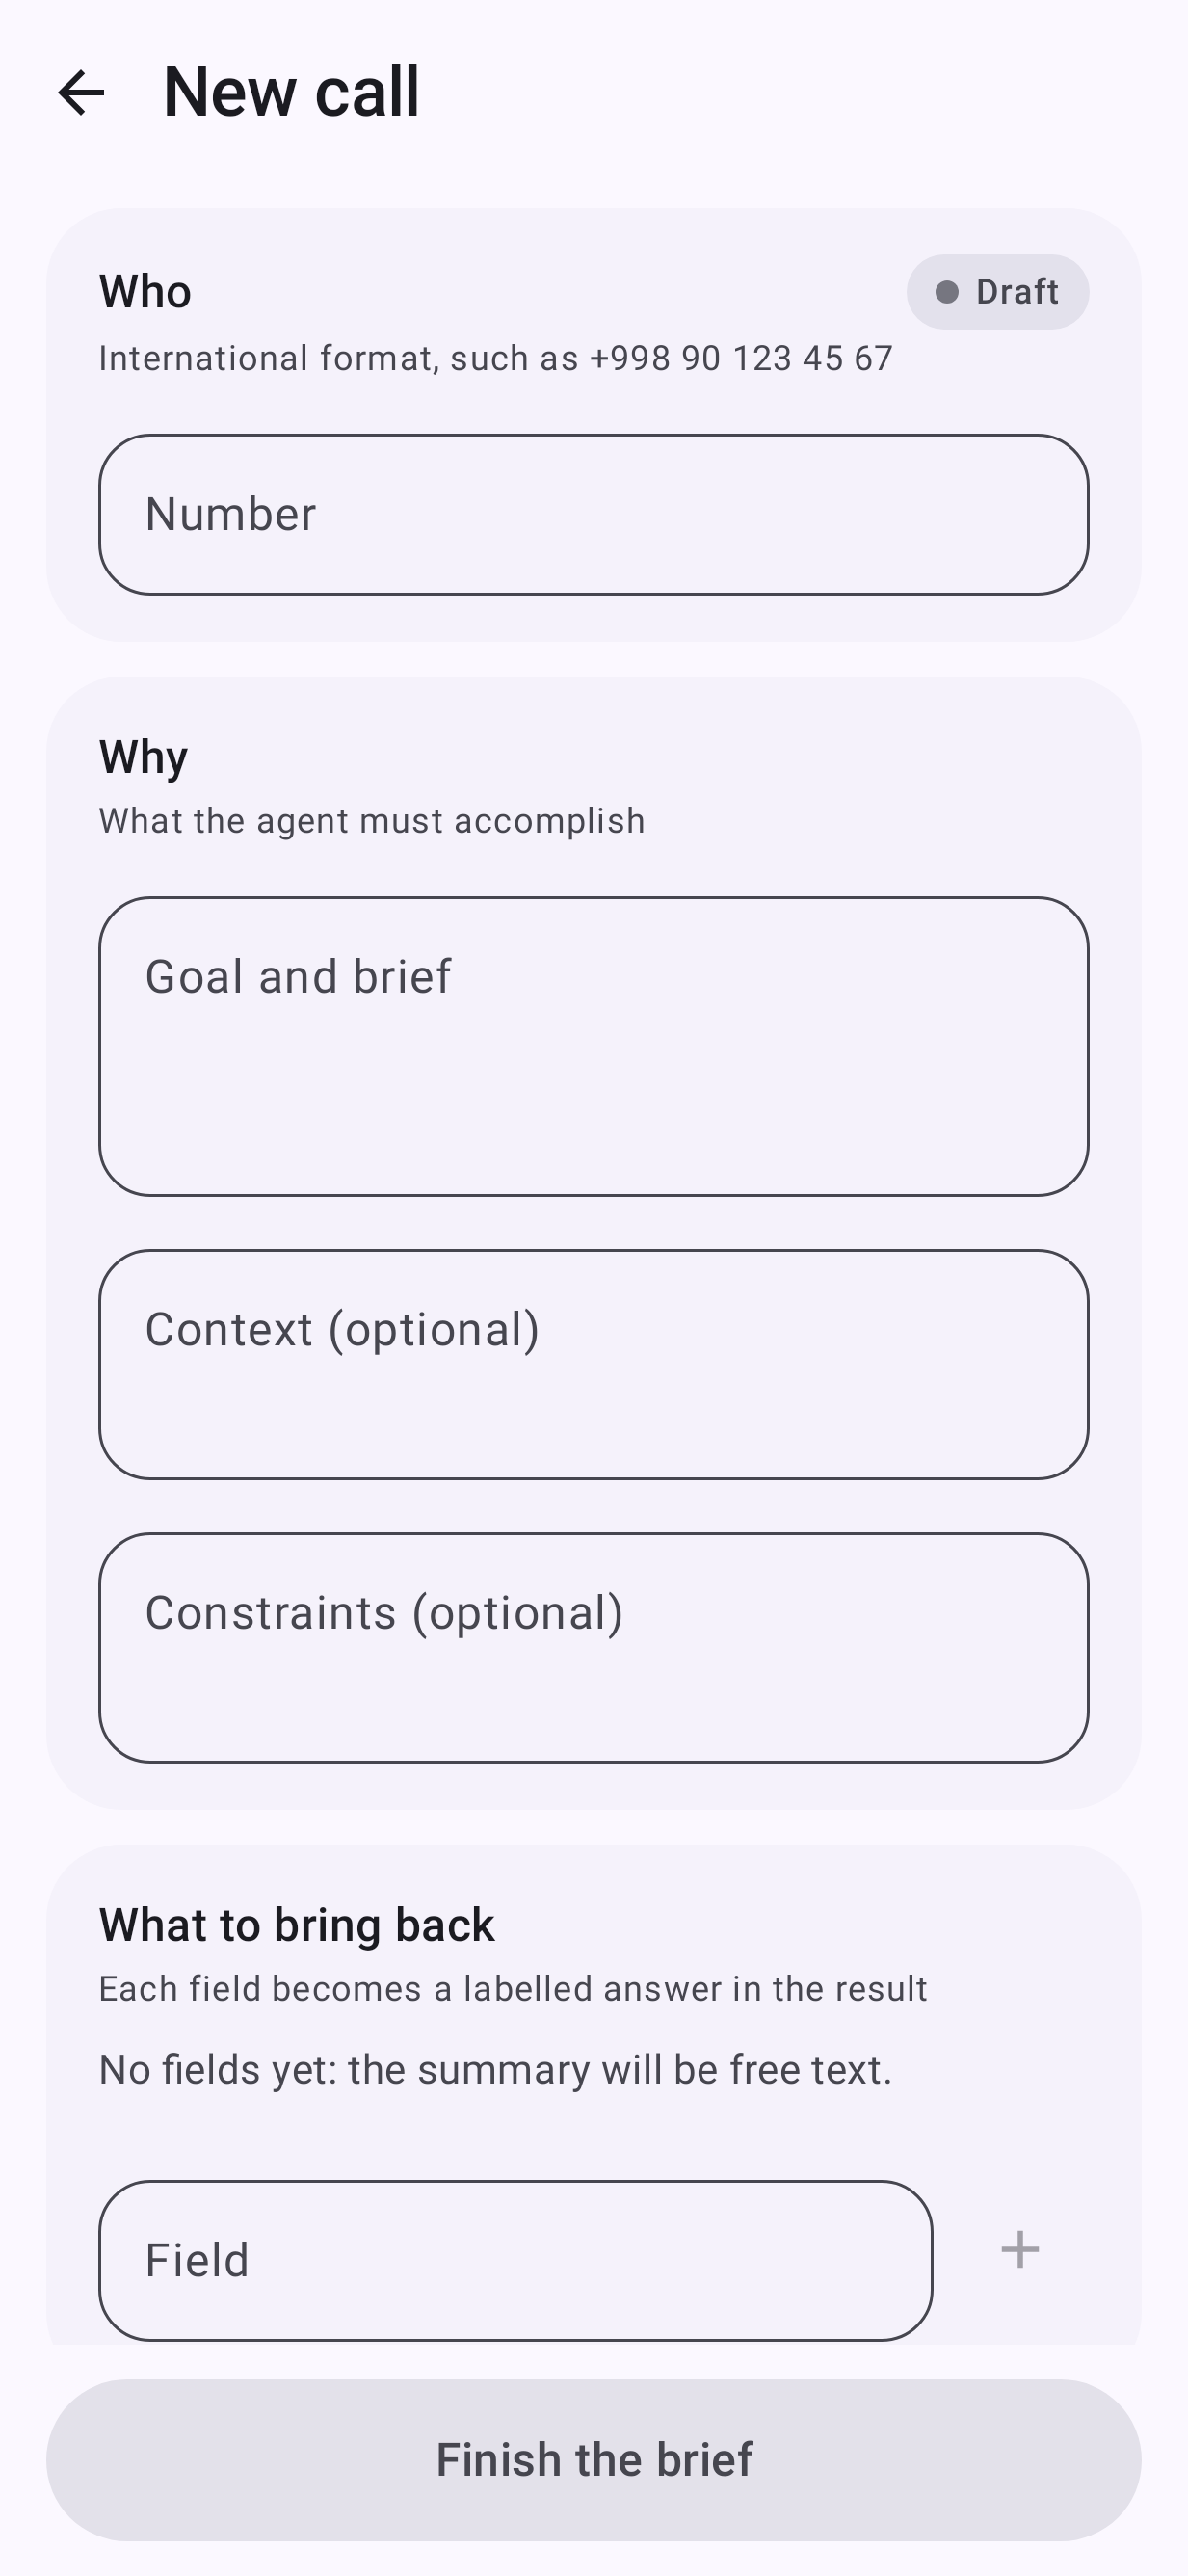 New call
Who
Draft
International format, such as +998 90 123 45 67
Number
Why
What the agent must accomplish
Goal and brief
Context (optional)
Constraints (optional)
What to bring back
Each field becomes a labelled answer in the result
No fields yet: the summary will be free text.
Field
Finish the brief